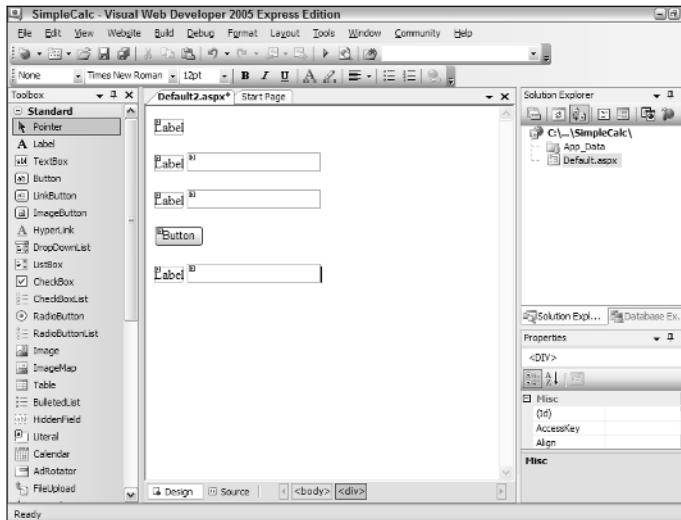 SimpleCalc - Visual Web Developer 2005 Express Edition
File Edit View Website Build Debug Format Layout Tools Window Community Help
None Times New Roman 12pt B I U A
Toolbox
Standard
Pointer
A Label
TextBox
Button
LinkButton
ImageButton
A HyperLink
DropDownList
ListBox
CheckBox
CheckBoxList
RadioButton
RadioButtonList
Image
ImageMap
Table
BulletedList
HiddenField
Literal
Calendar
AdRotator
FileUpload
Default2.aspx* Start Page
Label
Label
Label
Button
Label
Design Source <body> <div>
Solution Explorer
C:\...\SimpleCalc\
App_Data
Default.aspx
Solution Expl... Database Ex.
Properties
<DIV>
Misc
(Id)
AccessKey
Align
Misc
Ready